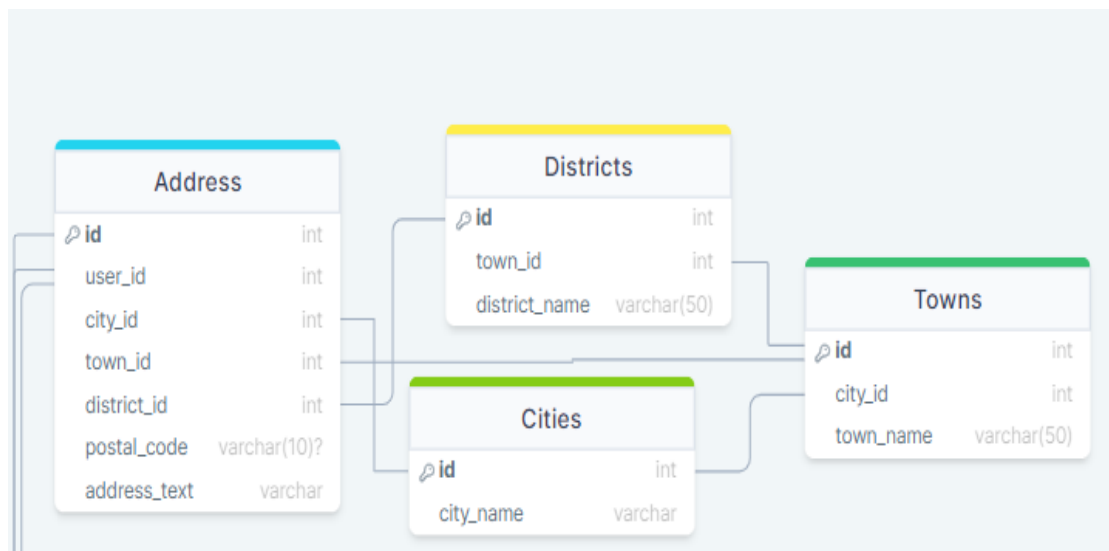 Address
id int
user_id int
city_id int
town_id int
district_id int
postal_code varchar(10)?
address_text varchar
Districts
id int
town_id int
district_name varchar(50)
Cities
id int
city_name varchar
Towns
id int
city_id int
town_name varchar(50)